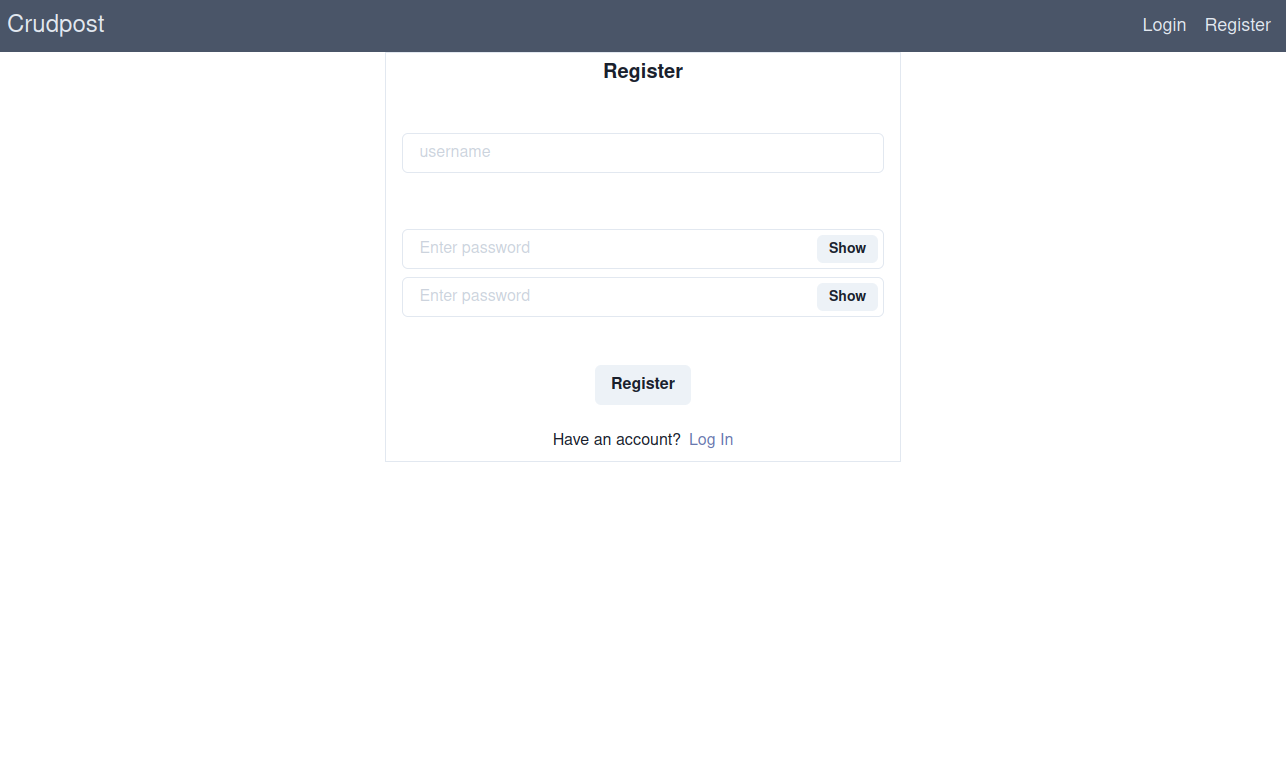 Crudpost Login Register
Register
username
Enter password Show
Enter password Show
Register
Have an account? Log In